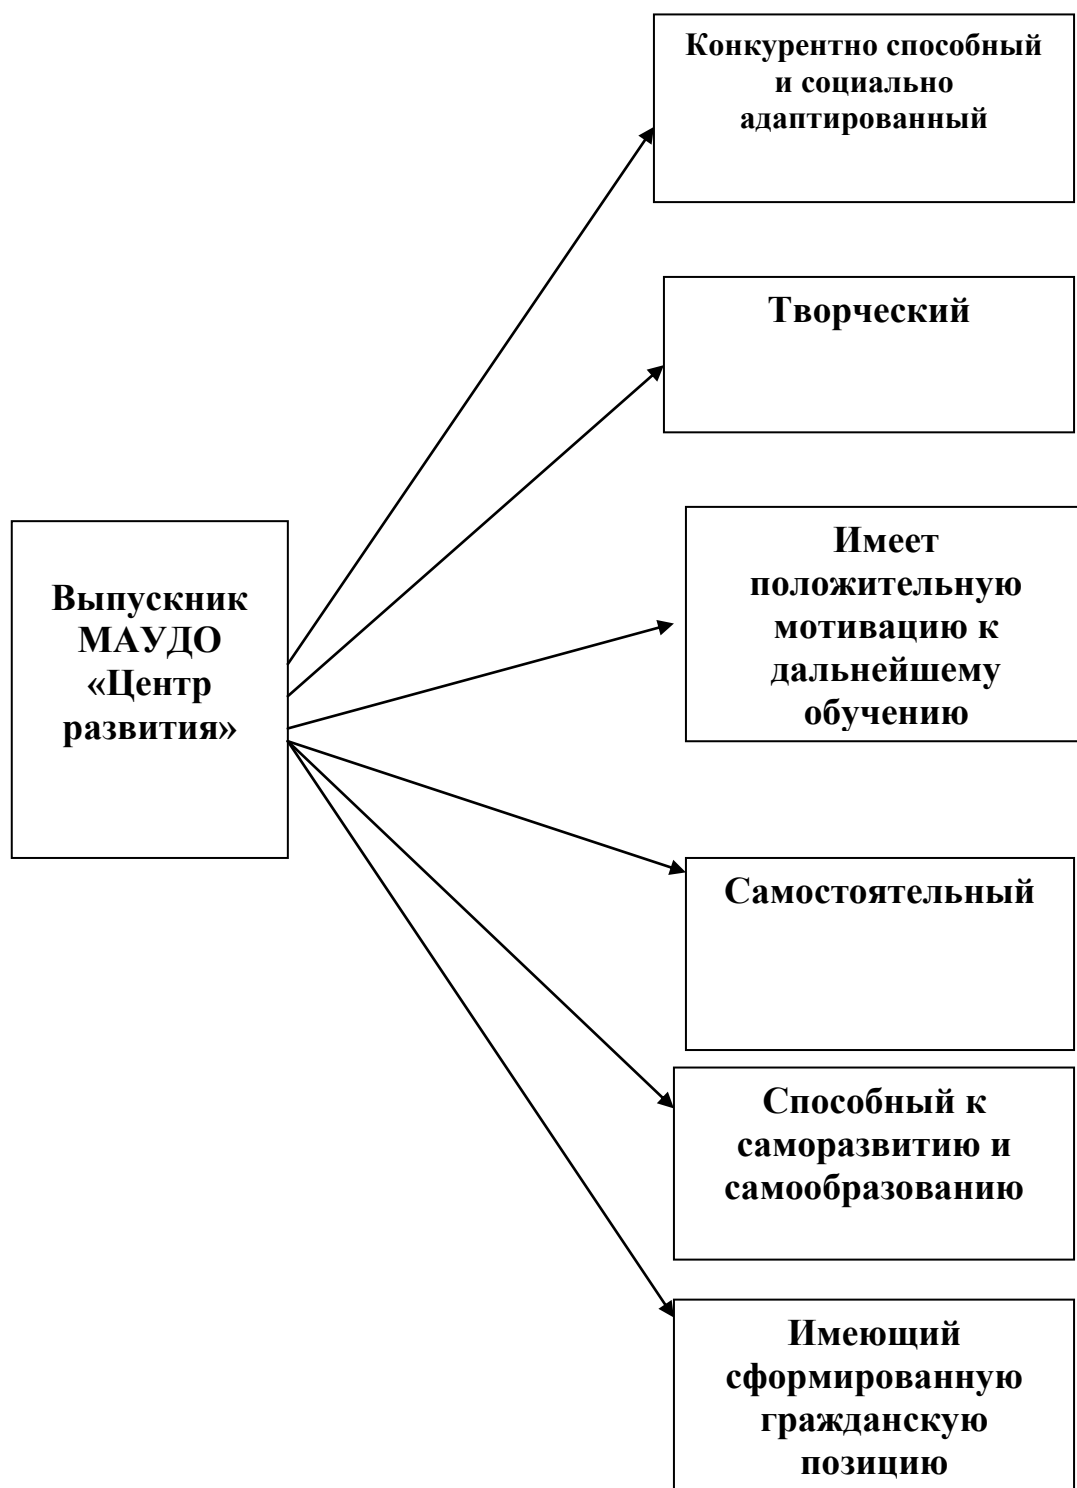 Конкурентно способный
и социально
адаптированный
Творческий
Имеет
положительную
мотивацию к
дальнейшему
обучению
Выпускник
МАУДО
«Центр
развития»
Самостоятельный
Способный к
саморазвитию и
самообразованию
Имеющий
сформированную
гражданскую
позицию